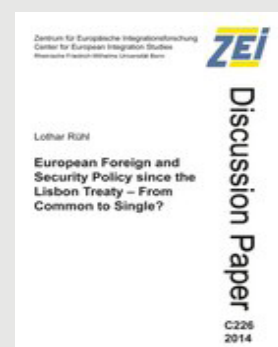 Zentrum für Europäische Integrationsforschung
Center for European Integration Studies
Rheinische Friedrich-Wilhelms-Universität Bonn
ZEI
Lothar Rühl
European Foreign and
Security Policy since the
Lisbon Treaty – From
Common to Single?
Discussion Paper
C226
2014